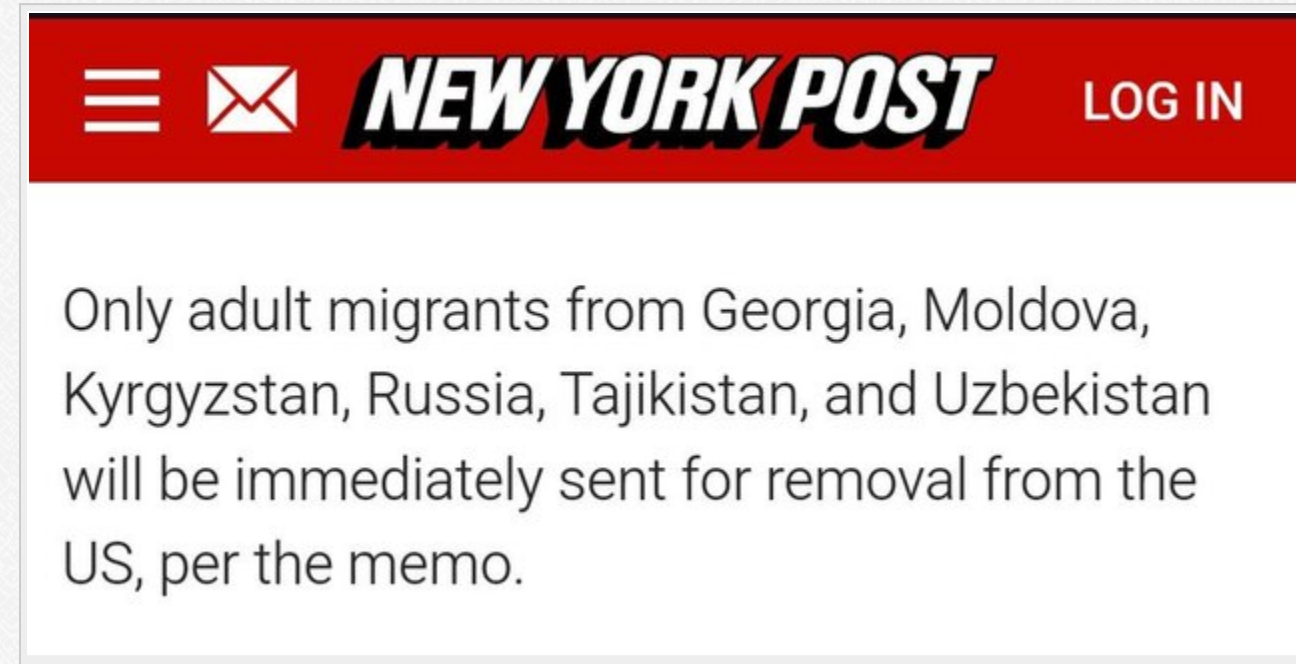 NEW YORK POST
LOG IN
Only adult migrants from Georgia, Moldova,
Kyrgyzstan, Russia, Tajikistan, and Uzbekistan
will be immediately sent for removal from the
US, per the memo.